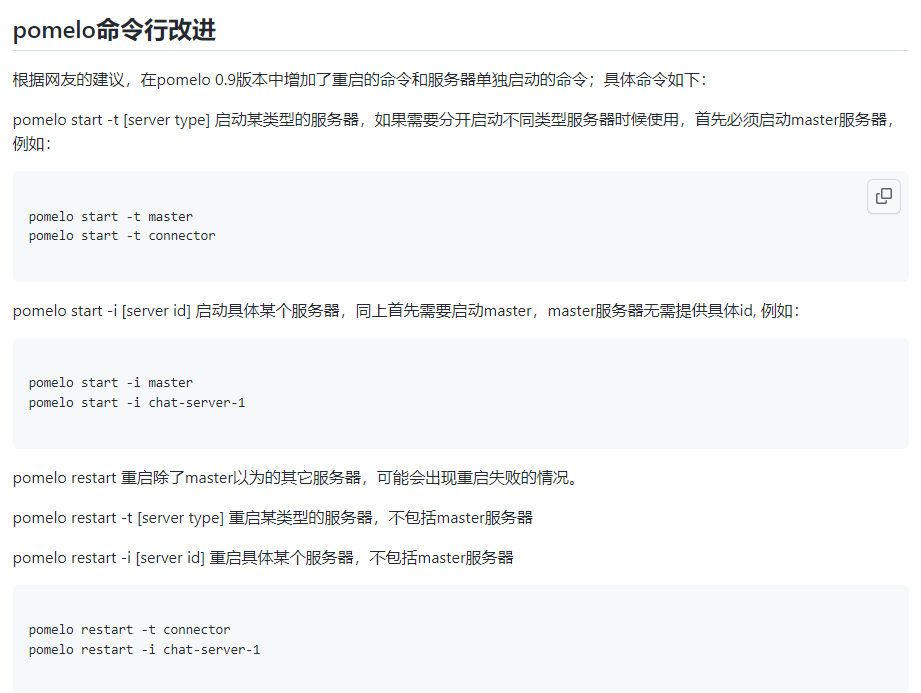 pomelo命令行改进
根据网友的建议，在pomelo 0.9版本中增加了重启的命令和服务器单独启动的命令；具体命令如下：
pomelo start -t [server type] 启动某类型的服务器，如果需要分开启动不同类型服务器时候使用，首先必须启动master服务器，
例如：
pomelo start -t master
pomelo start -t connector
pomelo start -i [server id] 启动具体某个服务器，同上首先需要启动master，master服务器无需提供具体id, 例如：
pomelo start -i master
pomelo start -i chat-server-1
pomelo restart 重启除了master以为的其它服务器，可能会出现重启失败的情况。
pomelo restart -t [server type] 重启某类型的服务器，不包括master服务器
pomelo restart -i [server id] 重启具体某个服务器，不包括master服务器
pomelo restart -t connector
pomelo restart -i chat-server-1